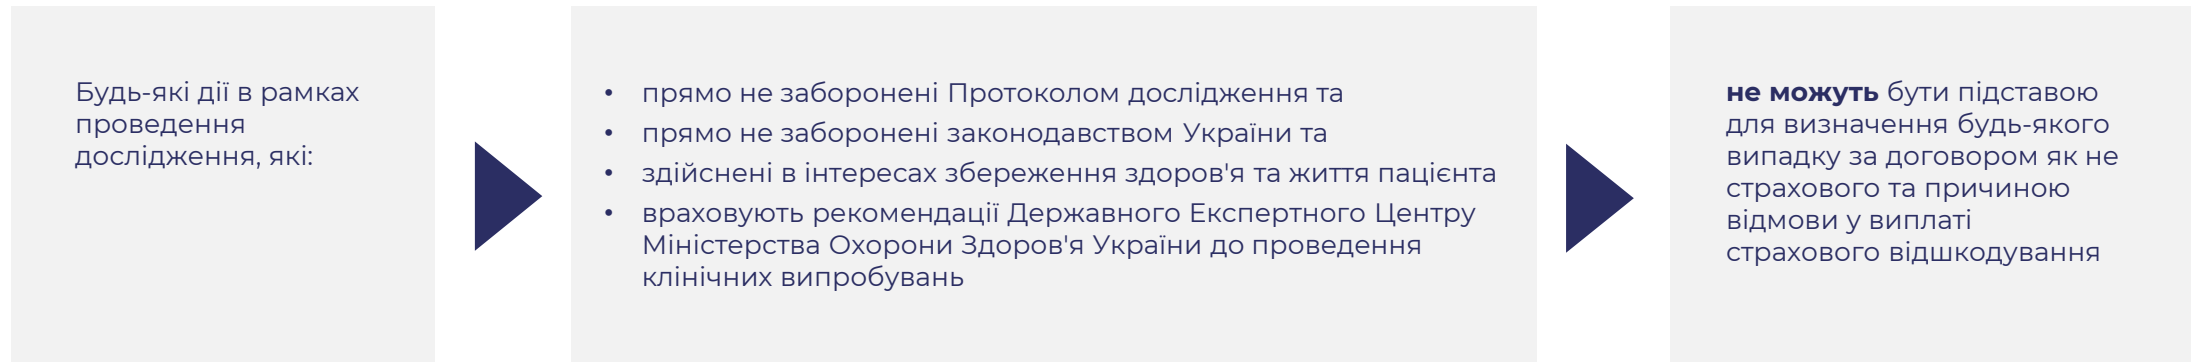 Будь-які дії в рамках
проведення
дослідження, які:
• прямо не заборонені Протоколом дослідження та
• прямо не заборонені законодавством України та
• здійснені в інтересах збереження здоров'я та життя пацієнта
• враховують рекомендації Державного Експертного Центру
Міністерства Охорони Здоров'я України до проведення
клінічних випробувань
не можуть бути підставою
для визначення будь-якого
випадку за договором як не
страхового та причиною
відмови у виплаті
страхового відшкодування